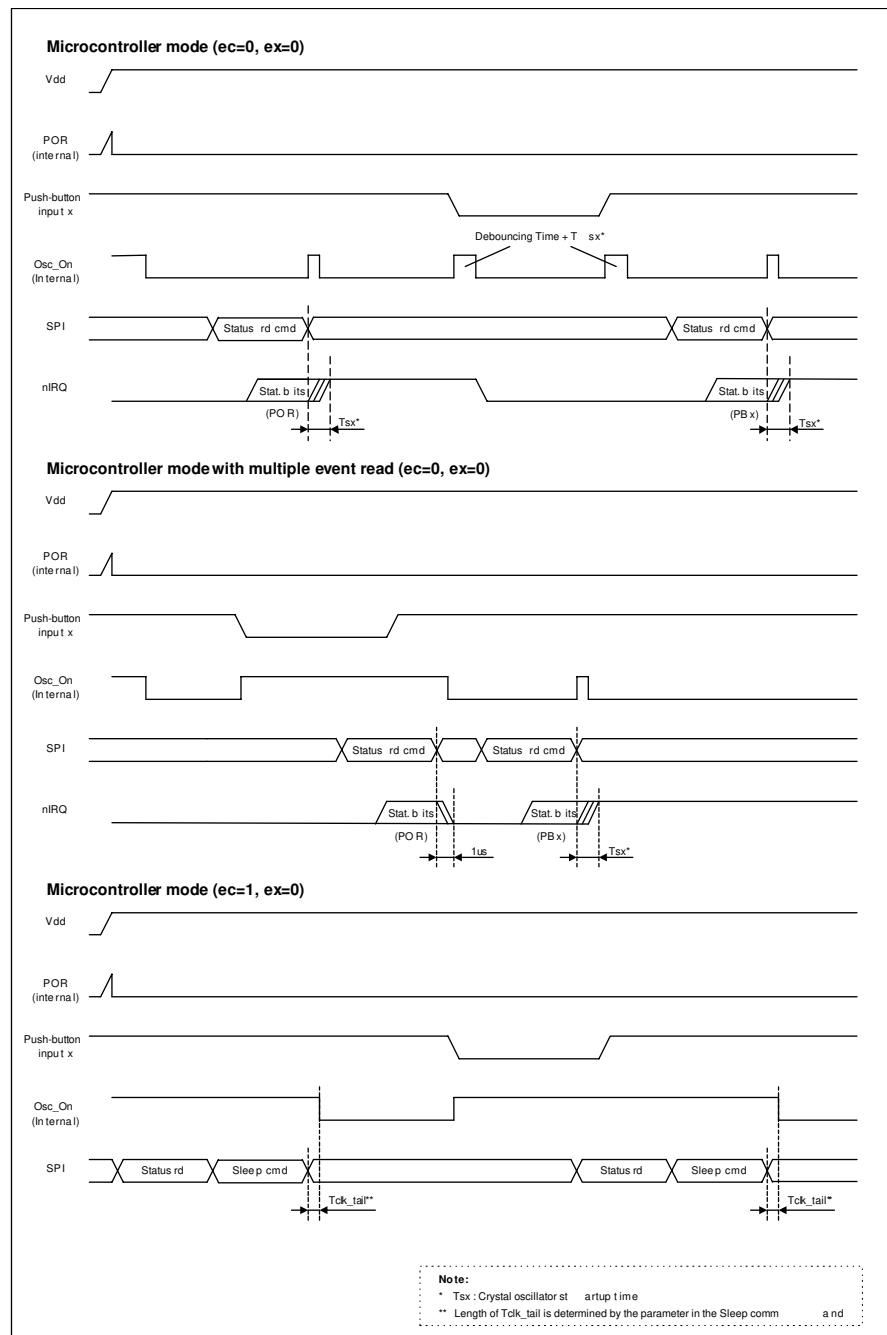 Microcontroller mode (ec=0, ex=0)
Vdd
POR
(internal)
Push-button
input x
Debouncing Time + T sx*
Osc_On
(Internal)
SPI
Status rd cmd
Status rd cmd
nIRQ
Stat. bits
Stat. bits
(POR)
Tsx*
(PBx)
Tsx*
Microcontroller mode with multiple event read (ec=0, ex=0)
Vdd
POR
(internal)
Push-button
input x
Osc_On
(Internal)
SPI
Status rd cmd
Status rd cmd
nIRQ
Stat. bits
Stat. bits
(POR)
1us
(PBx)
Tsx*
Microcontroller mode (ec=1, ex=0)
Vdd
POR
(internal)
Push-button
input x
Osc_On
(Internal)
SPI
Status rd
Sleep cmd
Status rd
Sleep cmd
Tclk_tail**
Tclk_tail**
Note:
* Tsx : Crystal oscillator st artup time
** Length of Tclk_tail is determined by the parameter in the Sleep comm and